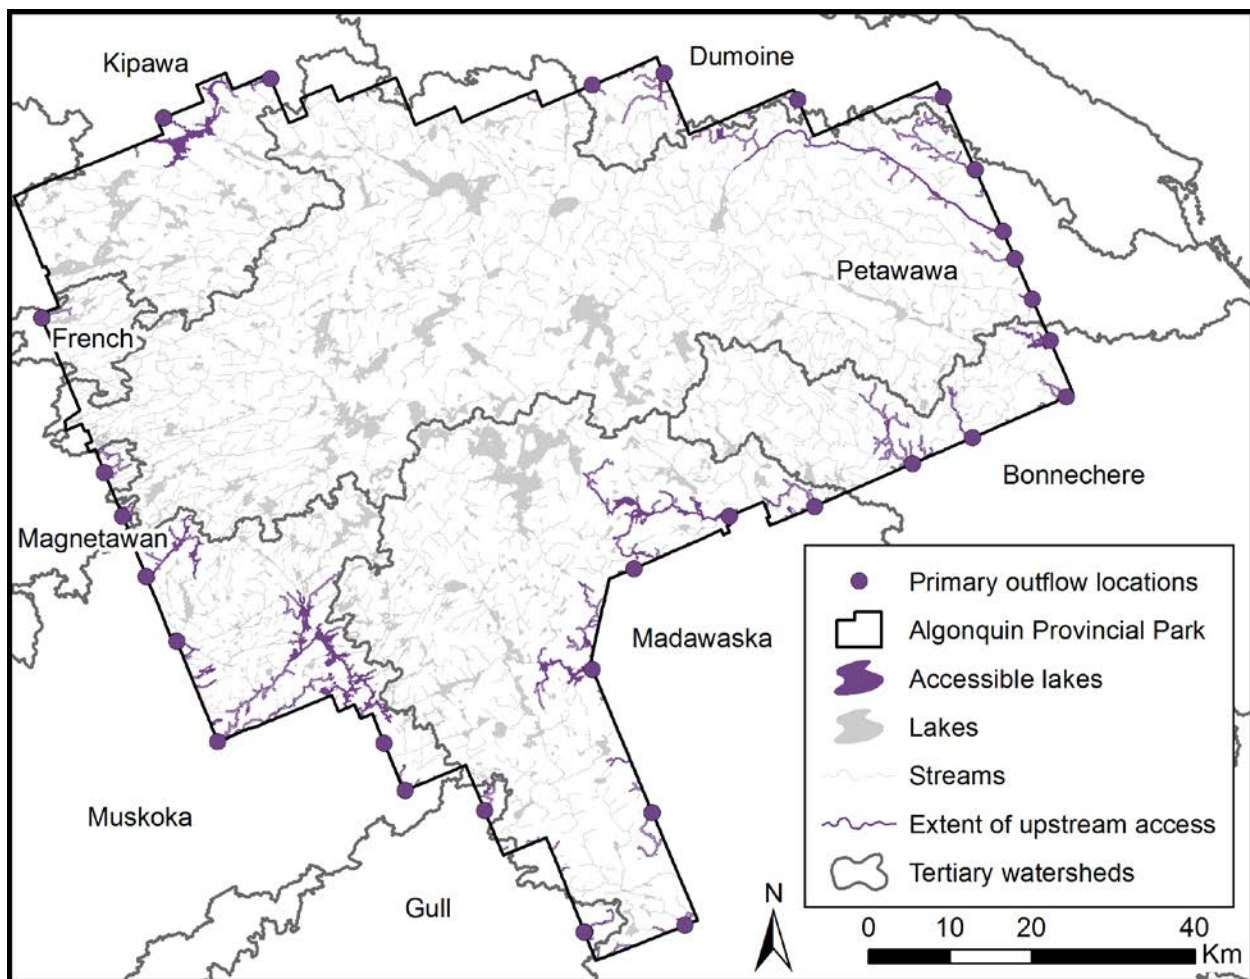 Kipawa
Dumoine
Petawawa
French
Bonnechere
Magnetawan
Madawaska
Muskoka
Gull
Primary outflow locations
Algonquin Provincial Park
Accessible lakes
Lakes
Streams
Extent of upstream access
Tertiary watersheds
N
0 10 20 40
Km